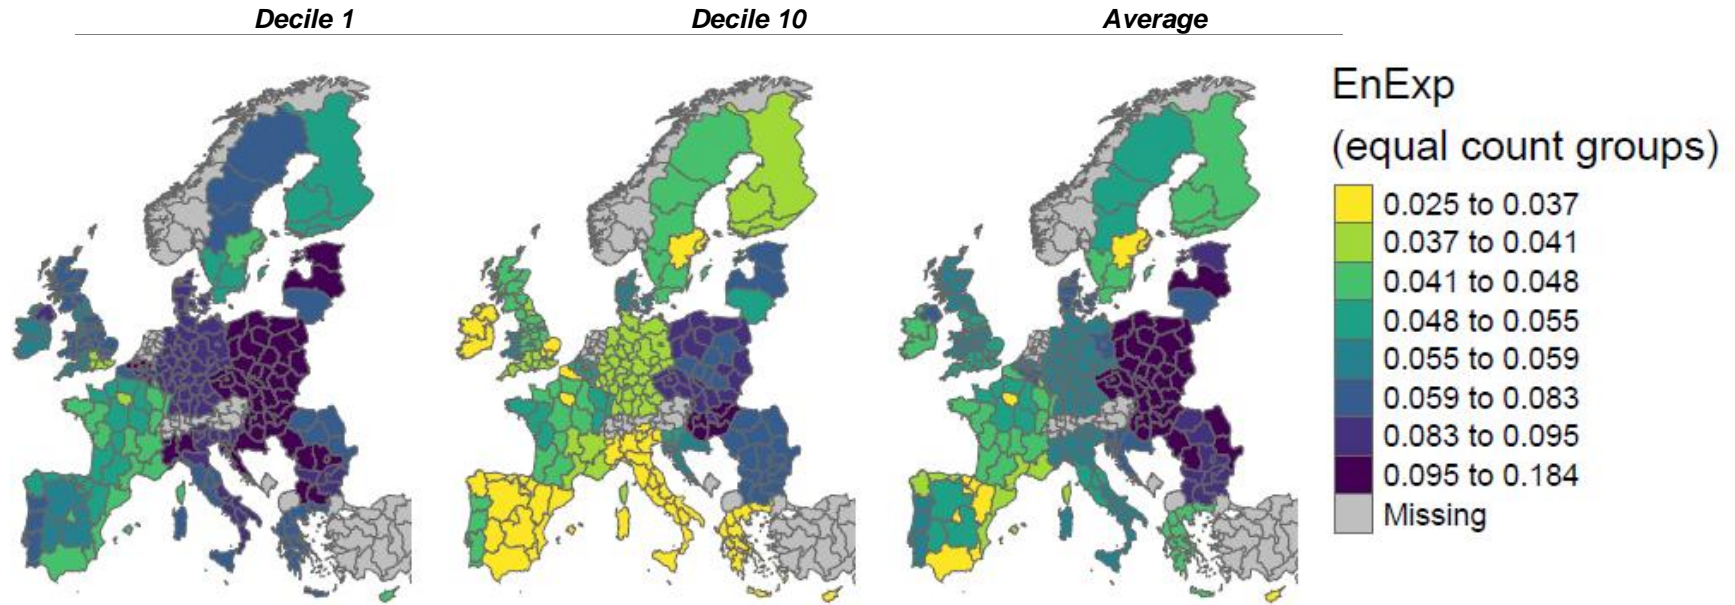 Decile 1 Decile 10 Average
EnExp
(equal count groups)
0.025 to 0.037
0.037 to 0.041
0.041 to 0.048
0.048 to 0.055
0.055 to 0.059
0.059 to 0.083
0.083 to 0.095
0.095 to 0.184
Missing